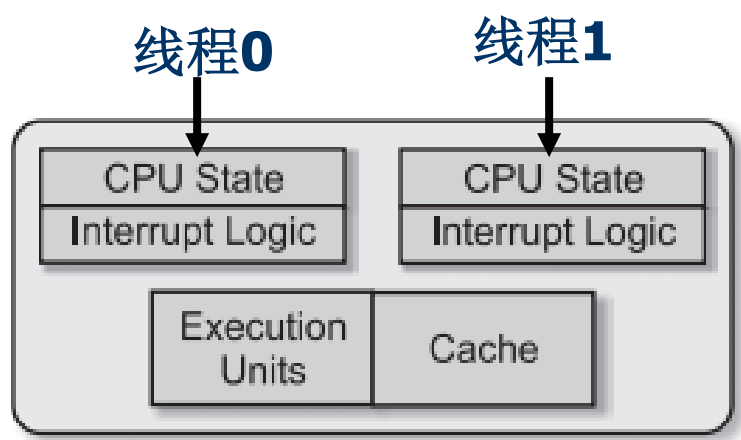 线程0
线程1
CPU State
Interrupt Logic
CPU State
Interrupt Logic
Execution
Units
Cache